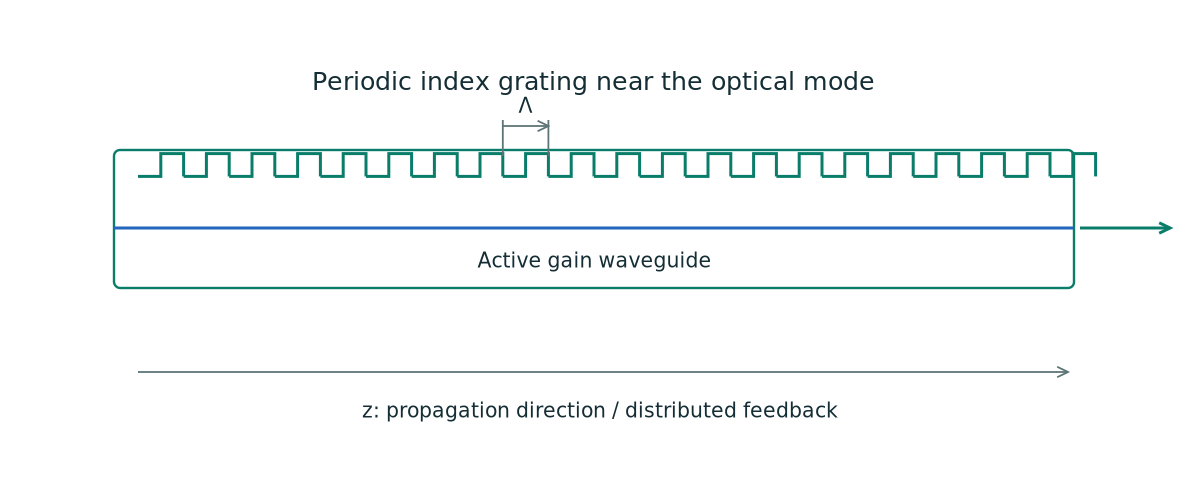 Periodic index grating near the optical mode
Λ
Active gain waveguide
z: propagation direction / distributed feedback